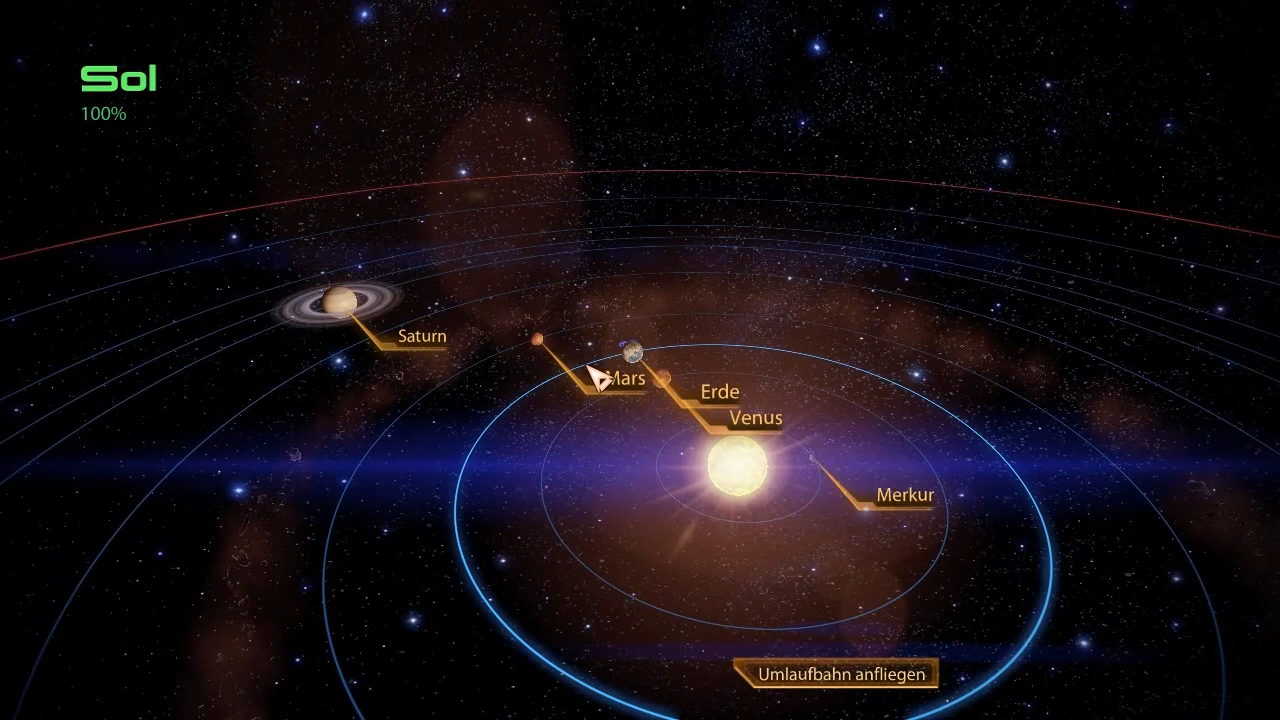 Sol
100%
Saturn
Mars
Erde
Venus
Merkur
Umlaufbahn anfliegen